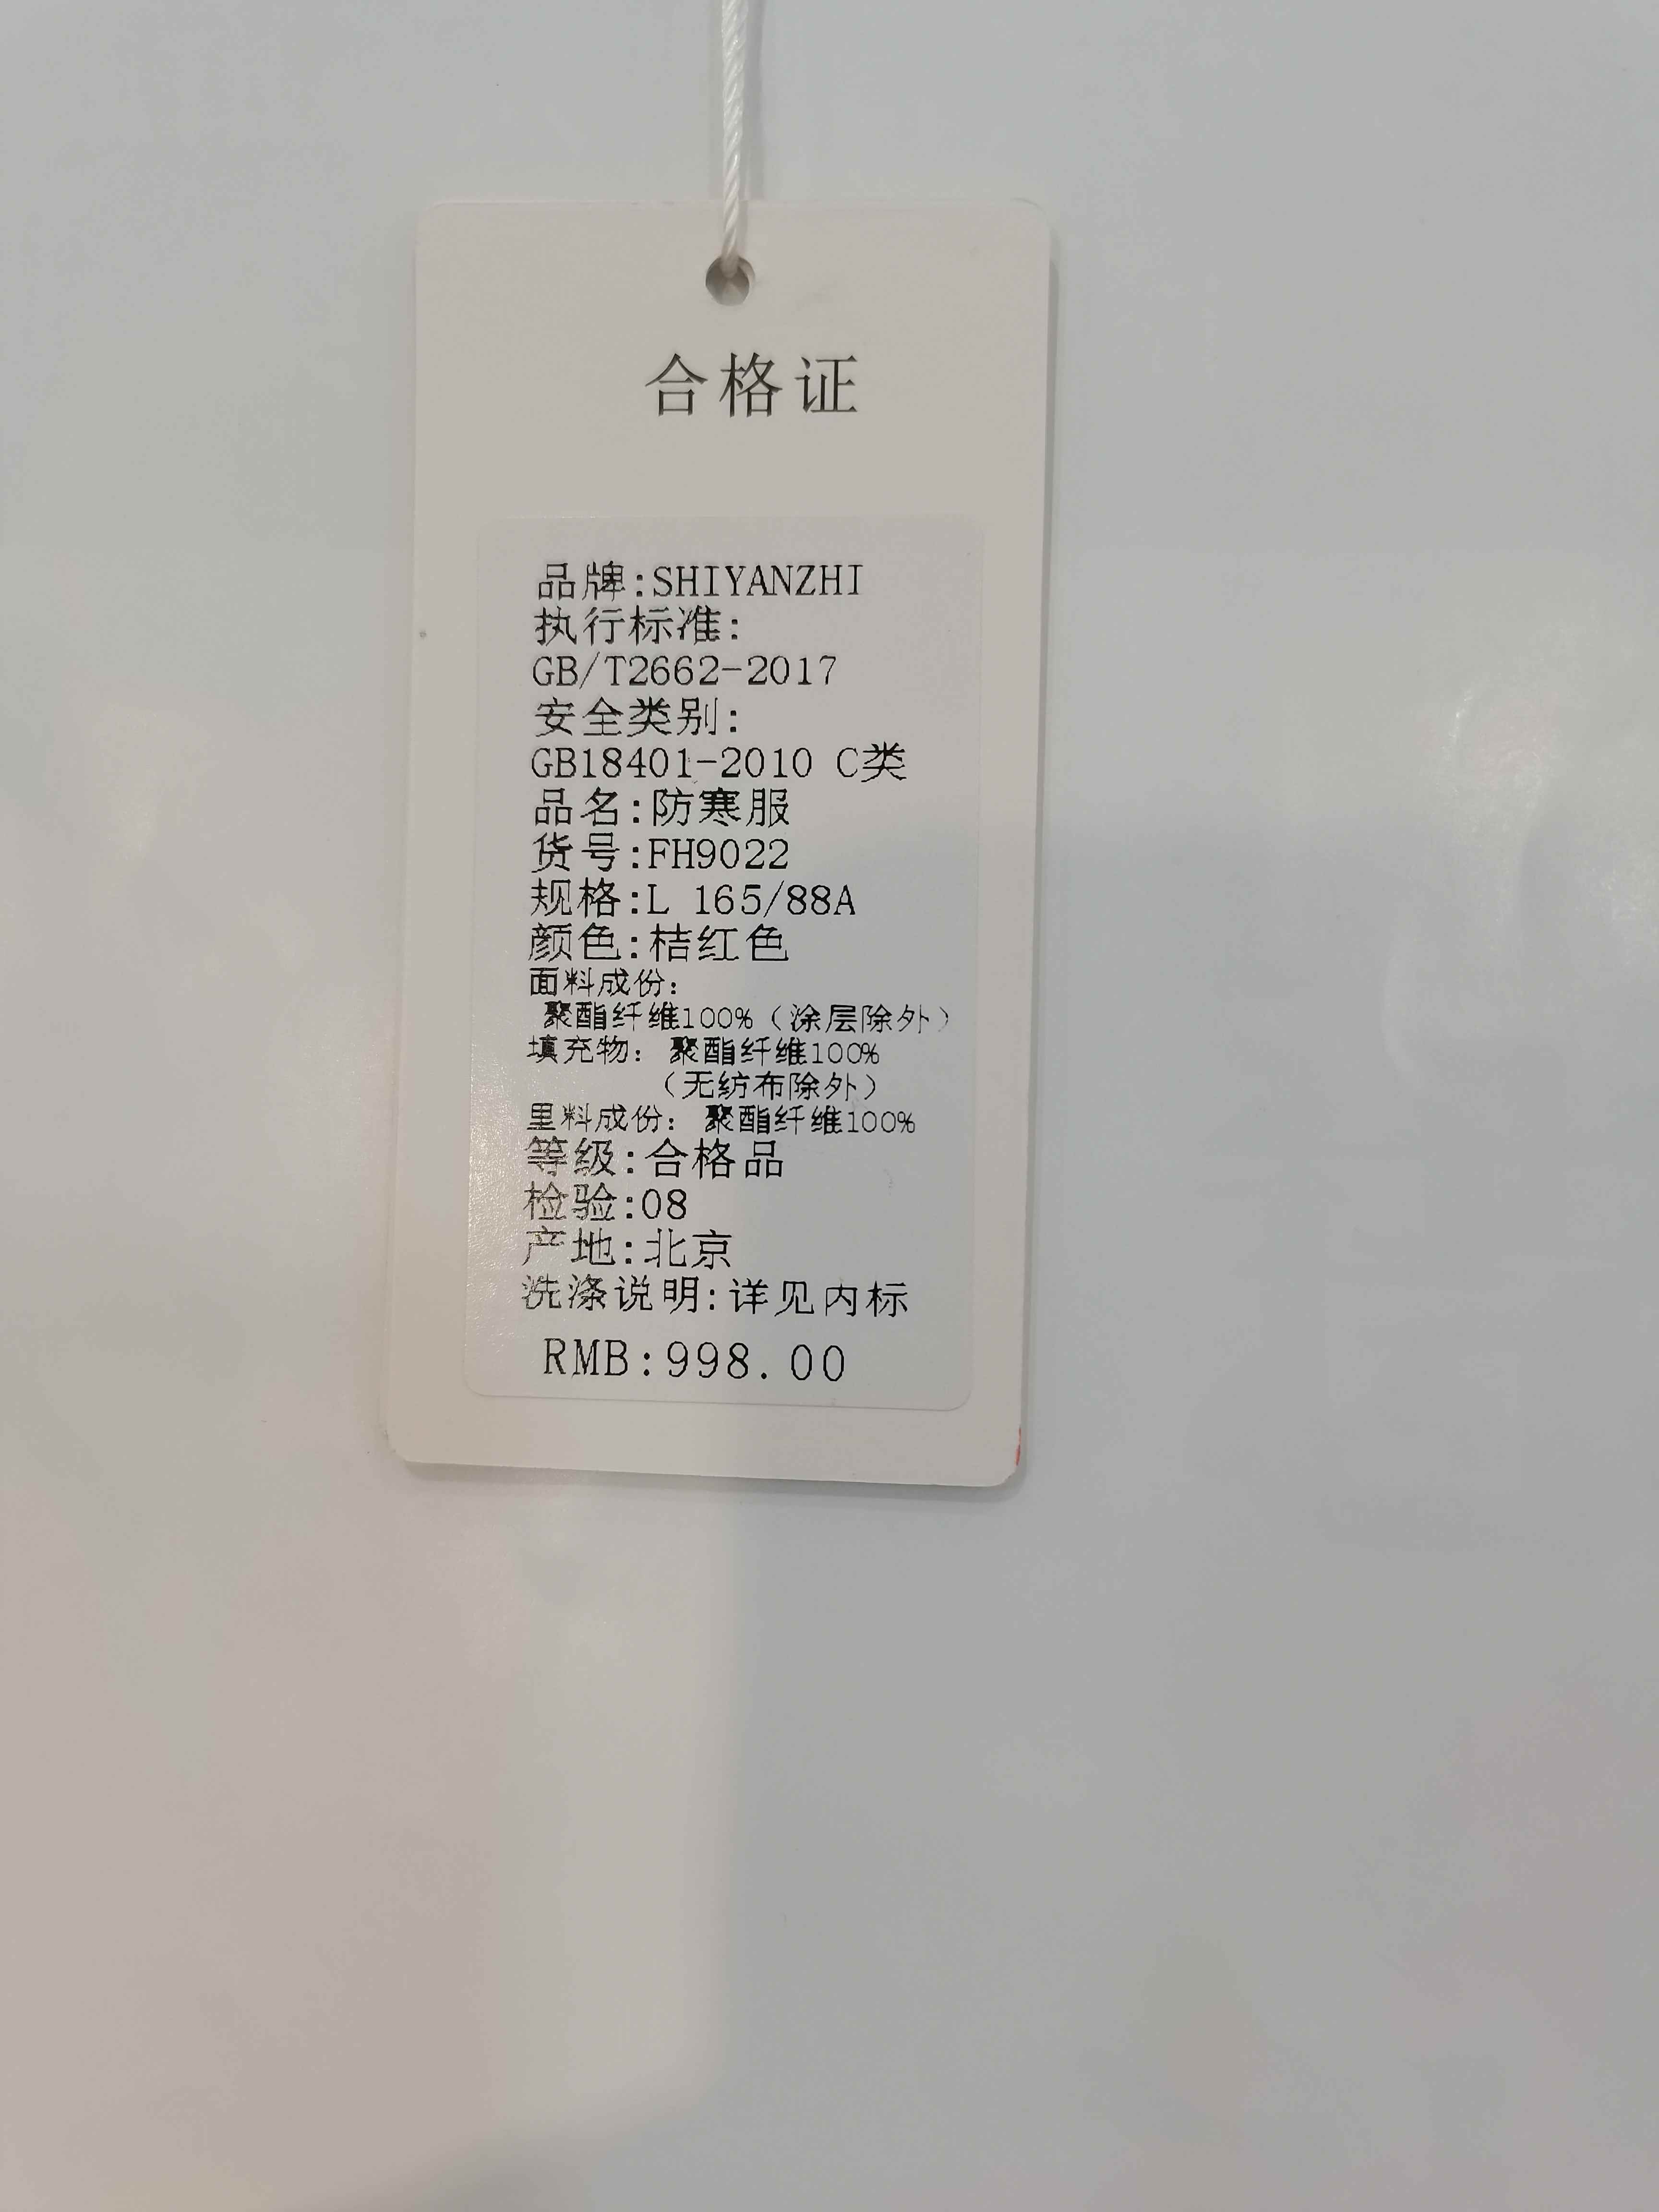 合格证
品牌:SHIYANZHI
执行标准:
GB/T2662-2017
安全类别:
GB18401-2010 C类
品名:防寒服
货号:FH9022
规格:L 165/88A
颜色:桔红色
面料成份:
聚酯纤维100%(涂层除外)
填充物: 聚酯纤维100%
(无纺布除外)
里料成份: 聚酯纤维100%
等级:合格品
检验:08
产地:北京
洗涤说明:详见内标
RMB:998.00